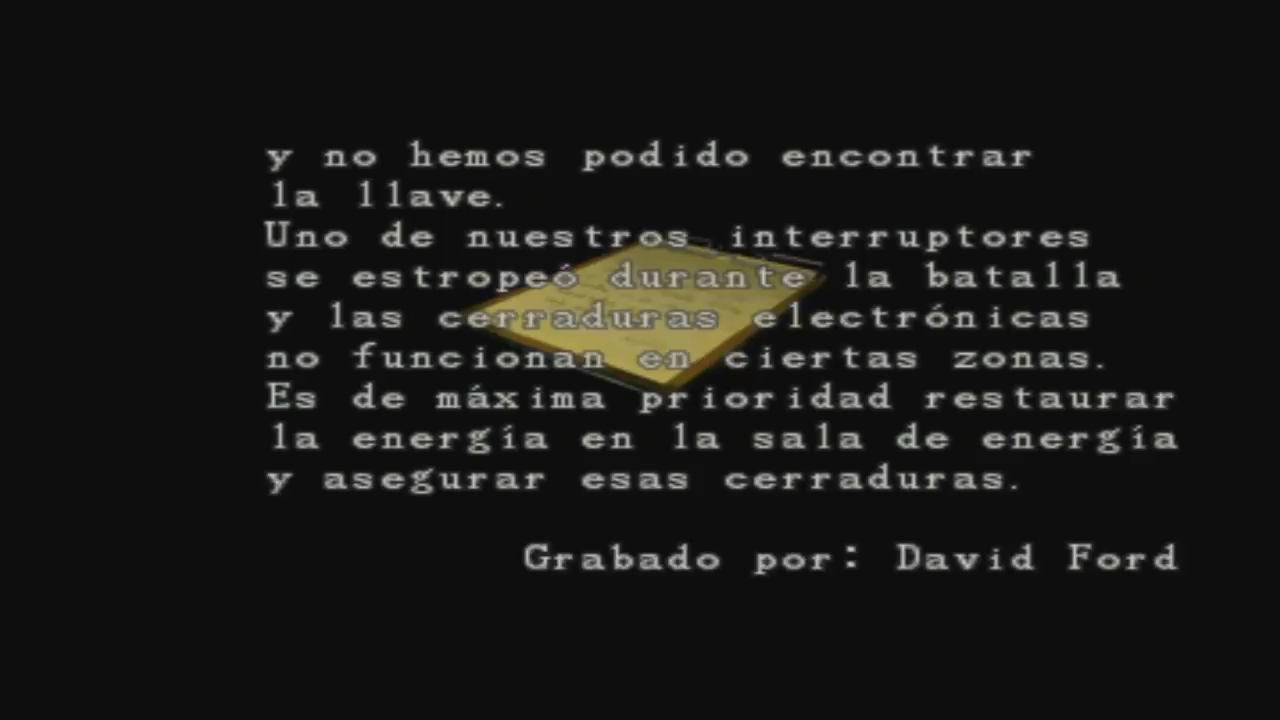 y no hemos podido encontrar
la llave.
Uno de nuestros interruptores
se estropeó durante la batalla
y las cerraduras electrónicas
no funcionan en ciertas zonas.
Es de máxima prioridad restaurar
la energía en la sala de energía
y asegurar esas cerraduras.
Grabado por: David Ford